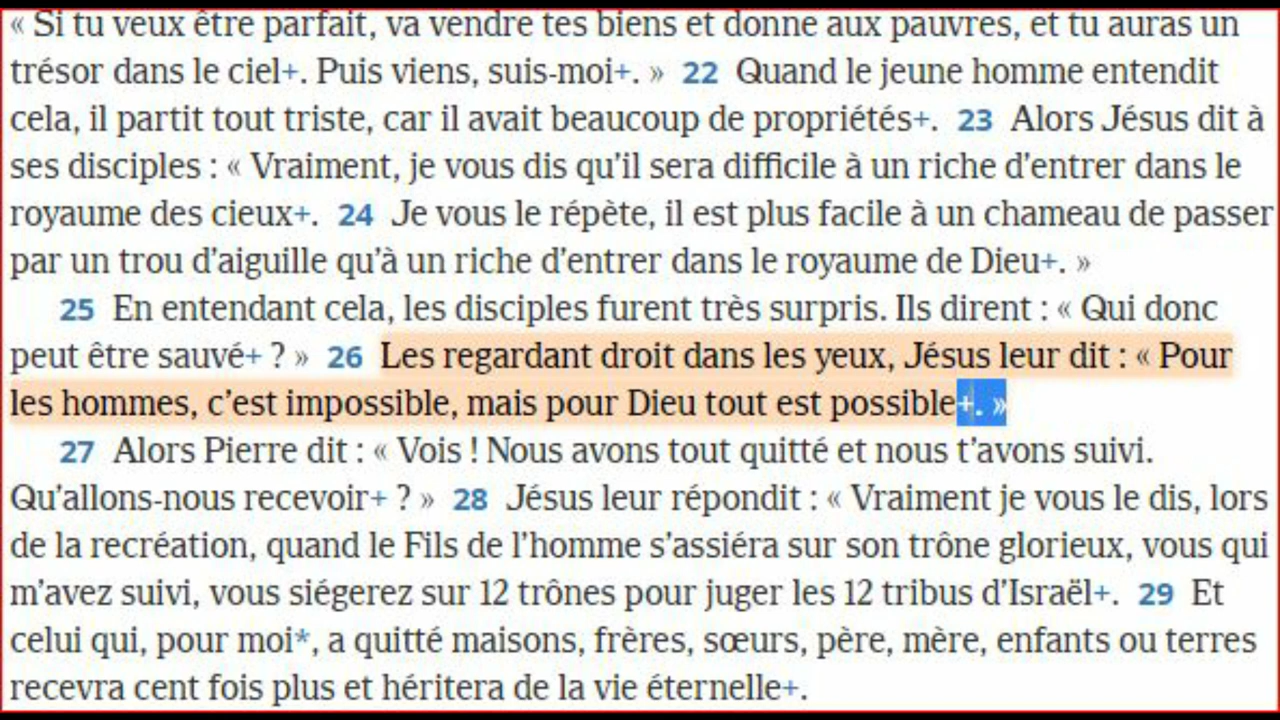 « Si tu veux être parfait, va vendre tes biens et donne aux pauvres, et tu auras un
trésor dans le ciel+. Puis viens, suis-moi+. » 22 Quand le jeune homme entendit
cela, il partit tout triste, car il avait beaucoup de propriétés+. 23 Alors Jésus dit à
ses disciples : « Vraiment, je vous dis qu’il sera difficile à un riche d’entrer dans le
royaume des cieux+. 24 Je vous le répète, il est plus facile à un chameau de passer
par un trou d’aiguille qu’à un riche d’entrer dans le royaume de Dieu+. »
25 En entendant cela, les disciples furent très surpris. Ils dirent : « Qui donc
peut être sauvé+ ? » 26 Les regardant droit dans les yeux, Jésus leur dit : « Pour
les hommes, c’est impossible, mais pour Dieu tout est possible+. »
27 Alors Pierre dit : « Vois ! Nous avons tout quitté et nous t’avons suivi.
Qu’allons-nous recevoir+ ? » 28 Jésus leur répondit : « Vraiment je vous le dis, lors
de la recréation, quand le Fils de l’homme s’assiéra sur son trône glorieux, vous qui
m’avez suivi, vous siégerez sur 12 trônes pour juger les 12 tribus d’Israël+. 29 Et
celui qui, pour moi*, a quitté maisons, frères, sœurs, père, mère, enfants ou terres
recevra cent fois plus et héritera de la vie éternelle+.